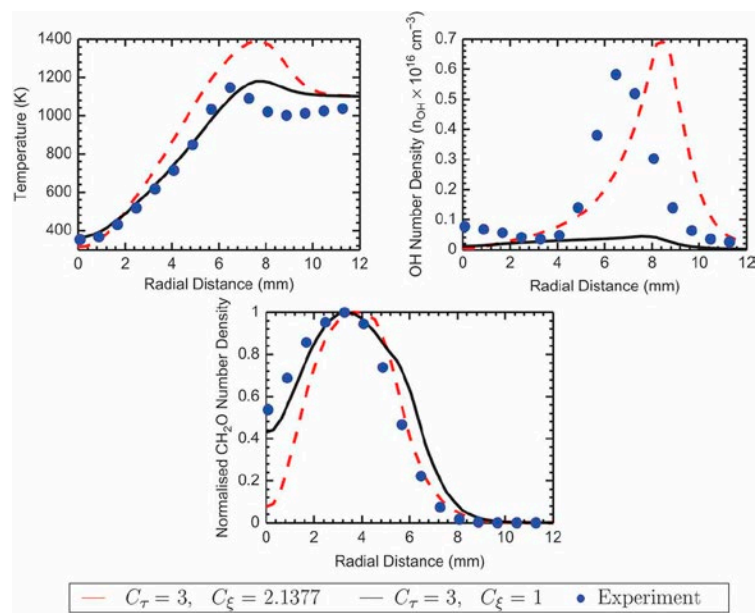 1400
1200
1000
800
600
400
Temperature (K)
0 2 4 6 8 10 12
Radial Distance (mm)
0.7
0.6
0.5
0.4
0.3
0.2
0.1
0
OH Number Density (nOH × 10¹⁶ cm⁻³)
0 2 4 6 8 10 12
Radial Distance (mm)
1
0.8
0.6
0.4
0.2
0
Normalised CH₂O Number Density
0 2 4 6 8 10 12
Radial Distance (mm)
Cτ = 3, Cξ = 2.1377 Cτ = 3, Cξ = 1 Experiment